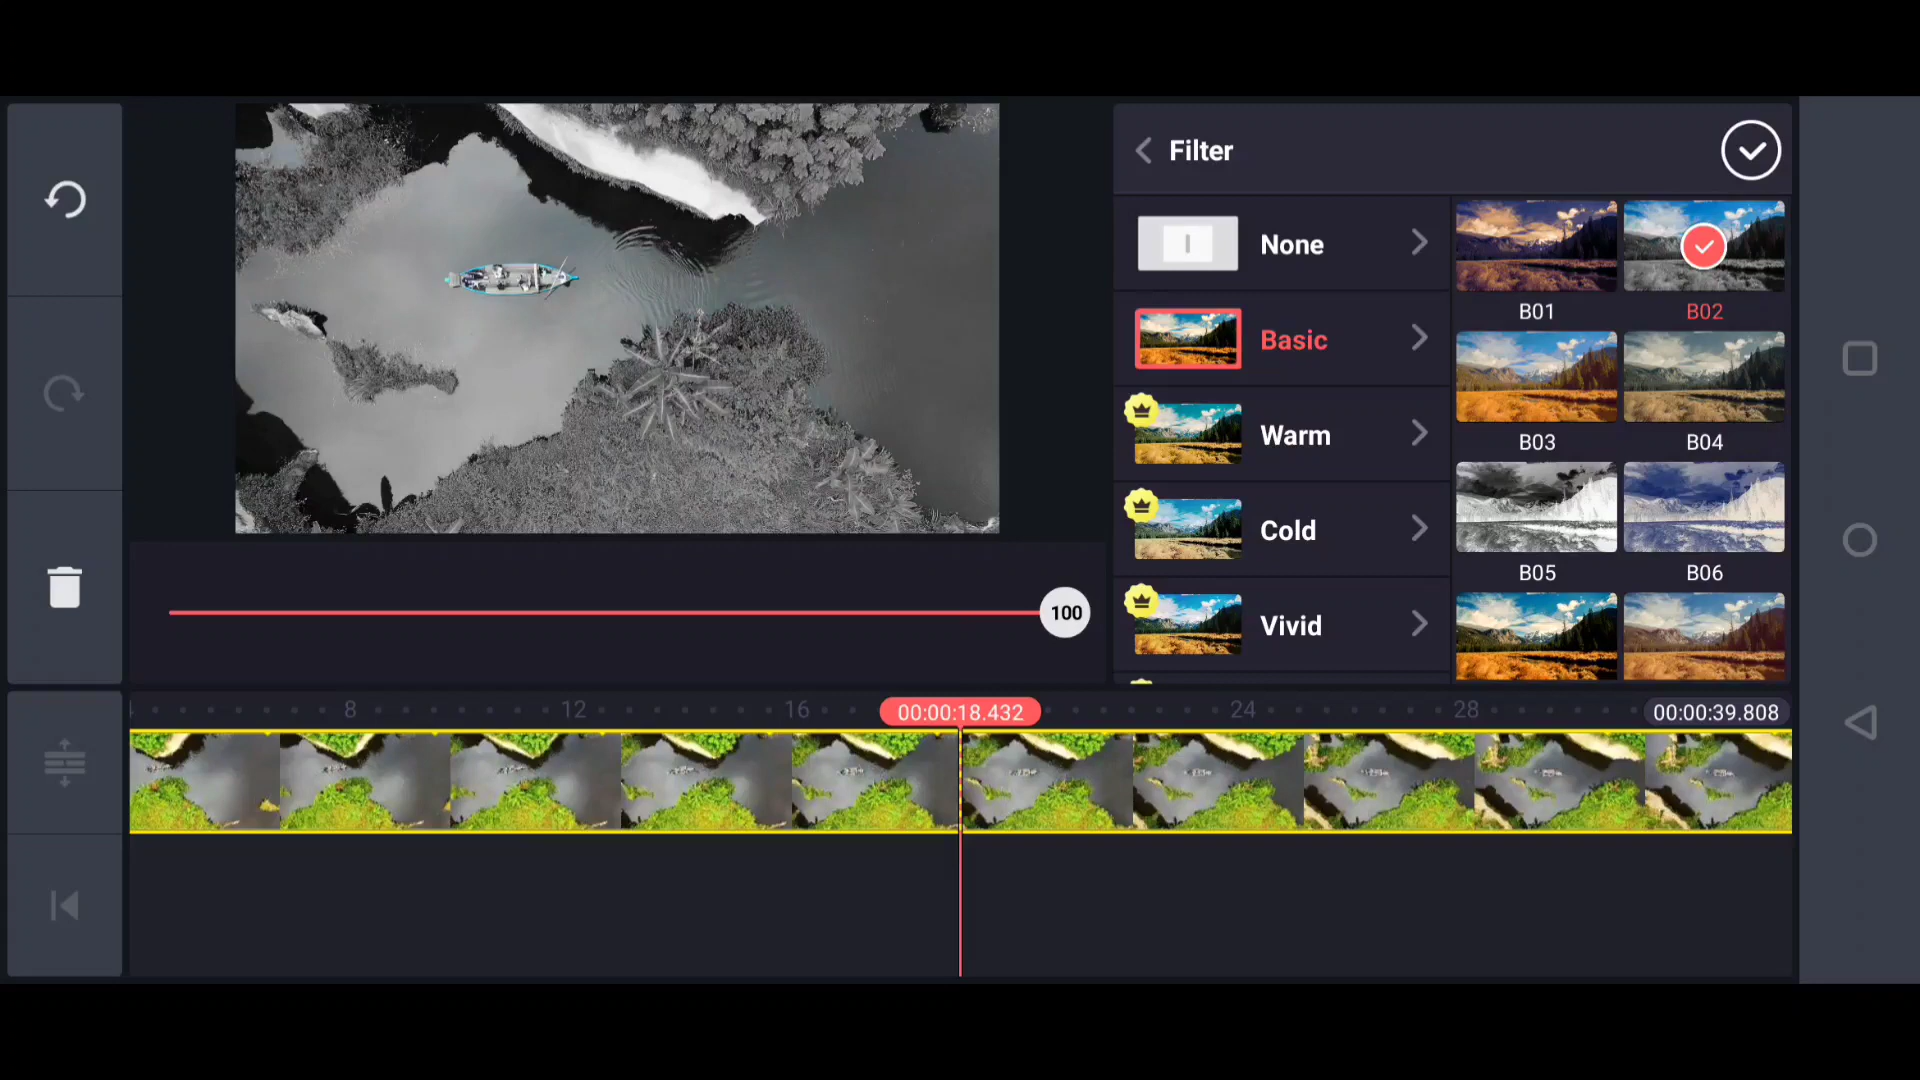 Filter
None
Basic
Warm
Cold
Vivid
B01
B02
B03
B04
B05
B06
100
8
12
16
00:00:18.432
24
28
00:00:39.808